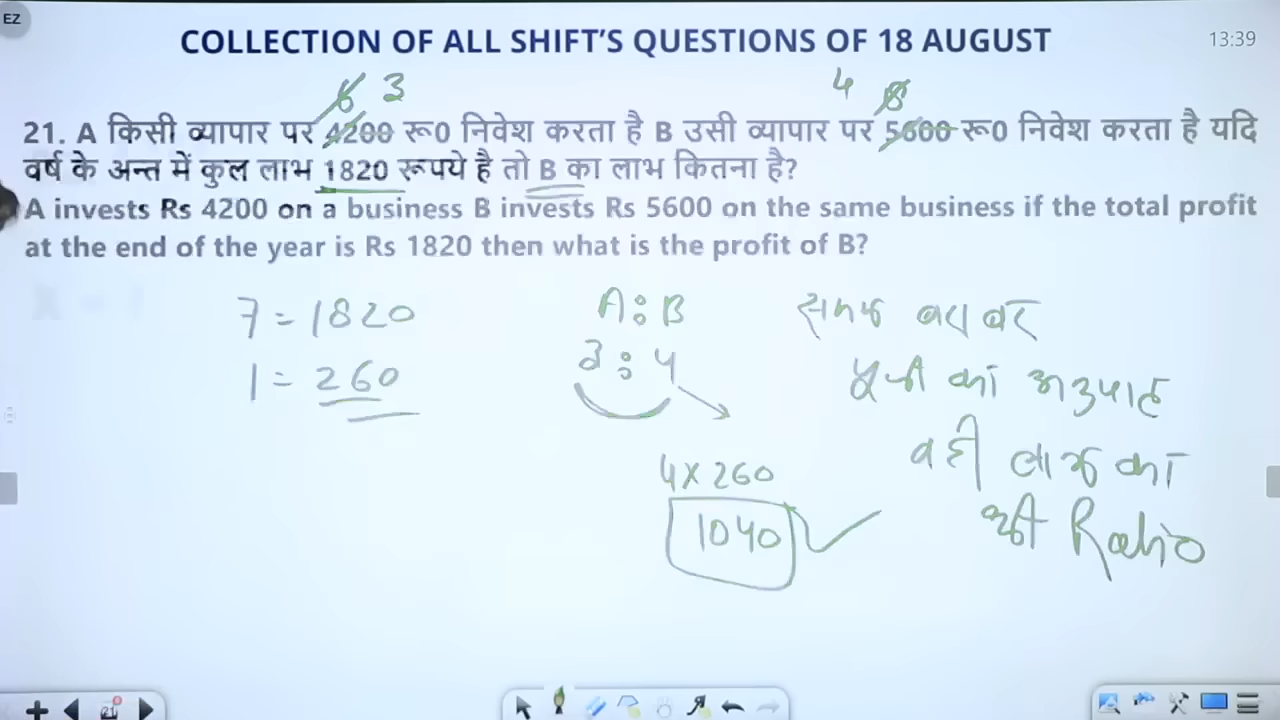 EZ
COLLECTION OF ALL SHIFT'S QUESTIONS OF 18 AUGUST
13:39
6 3
4 8
21. A किसी व्यापार पर 4200 रू0 निवेश करता है B उसी व्यापार पर 5600 रू0 निवेश करता है यदि
वर्ष के अन्त में कुल लाभ 1820 रूपये है तो B का लाभ कितना है?
A invests Rs 4200 on a business B invests Rs 5600 on the same business if the total profit
at the end of the year is Rs 1820 then what is the profit of B?
7 = 1820
1 = 260
A : B
3 : 4
4 x 260
1040
समय बराबर
पूंजी का अनुपात
वही लाभ का
भी Ratio
21